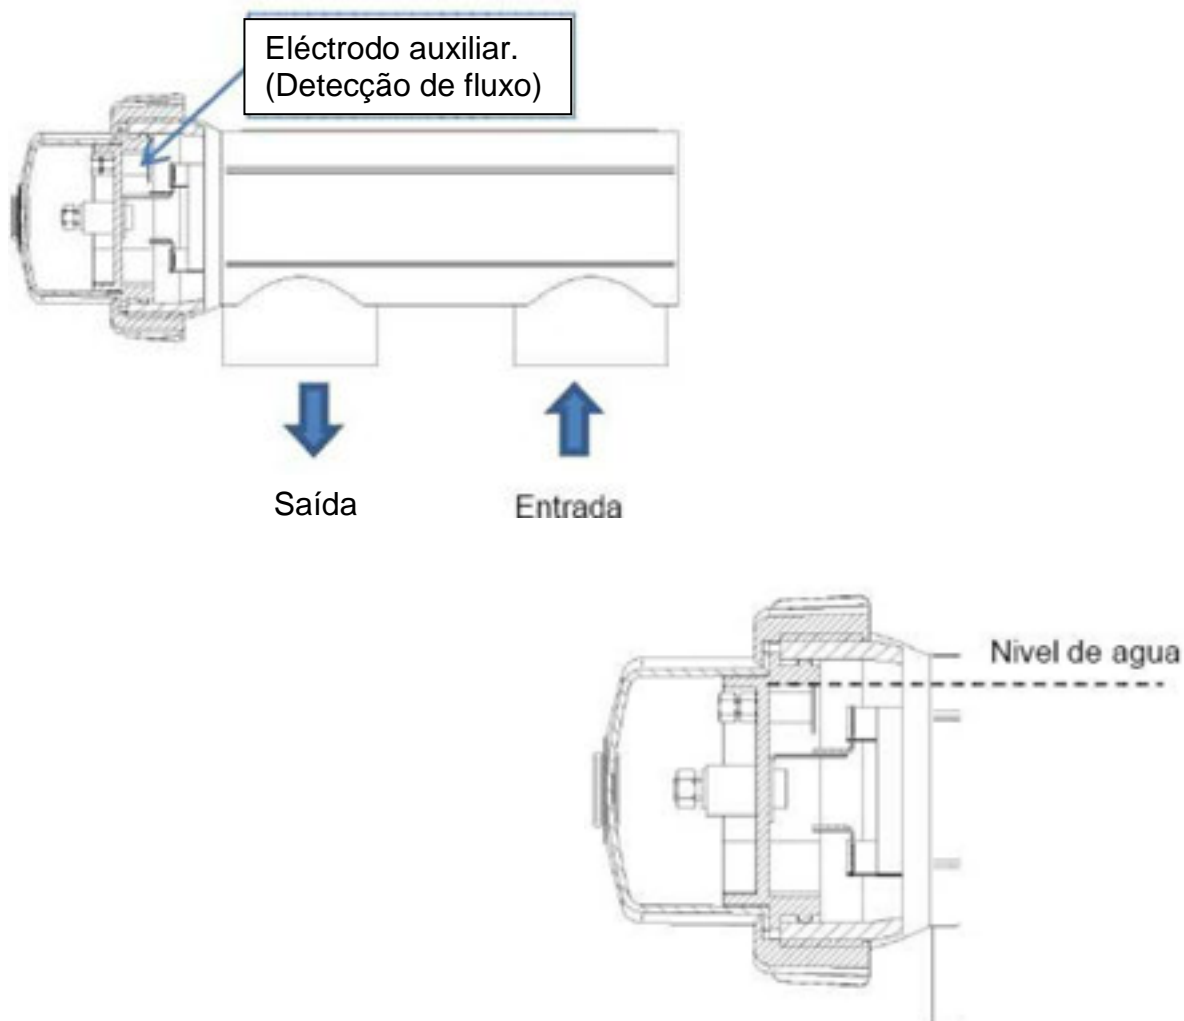 Eléctrodo auxiliar.
(Detecção de fluxo)
Saída
Entrada
Nivel de agua